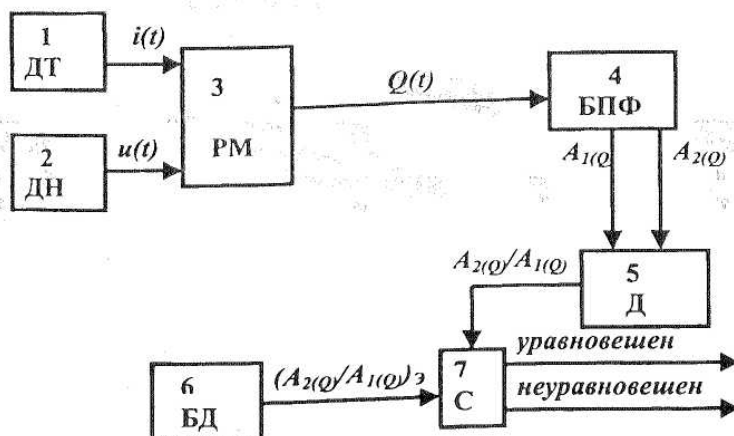 1
ДТ
i(t)
2
ДН
u(t)
3
РМ
Q(t)
4
БПФ
A1(Q)
A2(Q)
5
Д
A2(Q)/A1(Q)
6
БД
(A2(Q)/A1(Q))э
7
С
уравновешен
неуравновешен